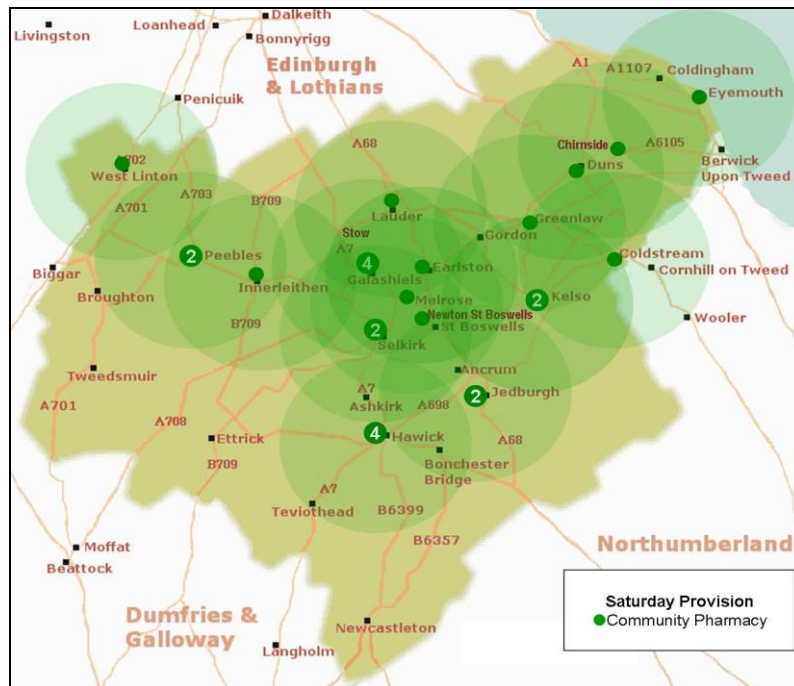 Dalkeith
Livingston
Loanhead
Bonnyrigg
Edinburgh
& Lothians
A1
A1107
Coldingham
Eyemouth
Penicuik
A68
Chirnside
A6105
Duns
Berwick
Upon Tweed
A702
West Linton
A703
B709
A701
Lauder
Greenlaw
Stow
Gordon
A7
2
Peebles
4
Galashiels
Earlston
Coldstream
Cornhill on Tweed
Biggar
Innerleithen
Broughton
Melrose
2
Kelso
Newton St Boswells
St Boswells
Wooler
B709
2
Selkirk
Tweedsmuir
Ancrum
A7
2
Jedburgh
A701
Ashkirk
A698
A708
4
Hawick
A68
Ettrick
B709
Bonchester
Bridge
A7
Teviothead
B6399
B6357
Moffat
Beattock
Northumberland
Saturday Provision
Community Pharmacy
Dumfries &
Galloway
Newcastleton
Langholm